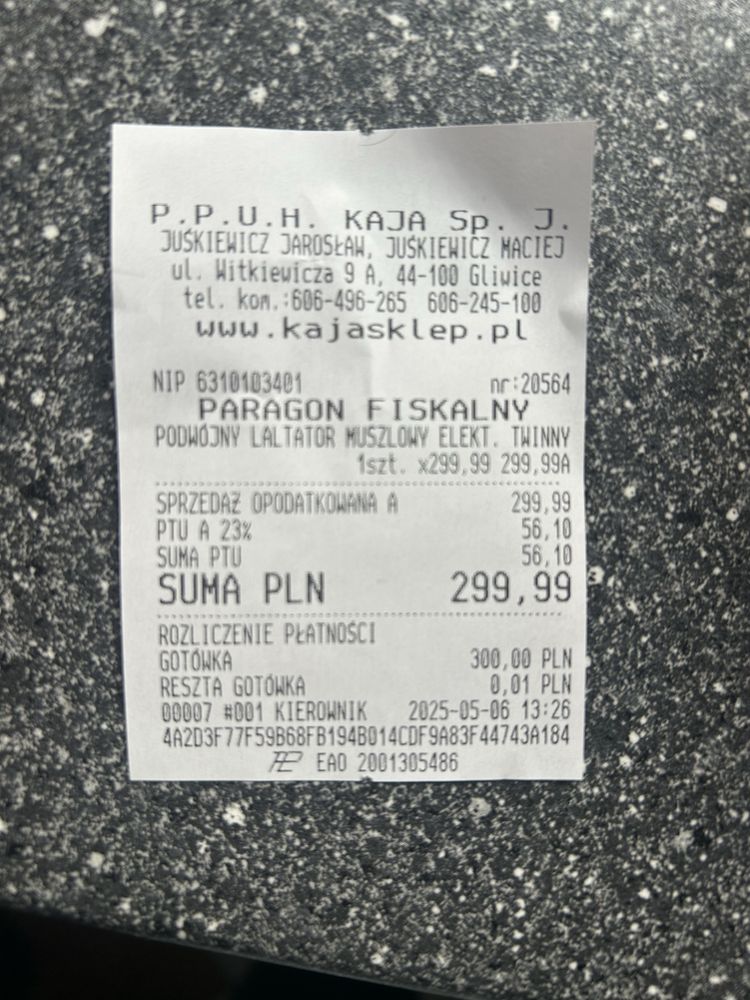 P.P.U.H. KAJA Sp. J.
JUŚKIEWICZ JAROSŁAW, JUŚKIEWICZ MACIEJ
ul. Witkiewicza 9 A, 44-100 Gliwice
tel. kom.:606-496-265 606-245-100
www.kajasklep.pl
NIP 6310103401 nr:20564
PARAGON FISKALNY
PODWÓJNY LALTATOR MUSZLOWY ELEKT. TWINNY
1szt. x299,99 299,99A
SPRZEDAŻ OPODATKOWANA A 299,99
PTU A 23% 56,10
SUMA PTU 56,10
SUMA PLN 299,99
ROZLICZENIE PŁATNOŚCI
GOTÓWKA 300,00 PLN
RESZTA GOTÓWKA 0,01 PLN
00007 #001 KIEROWNIK 2025-05-06 13:26
4A2D3F77F59B68FB194B014CDF9A83F44743A184
EAO 2001305486